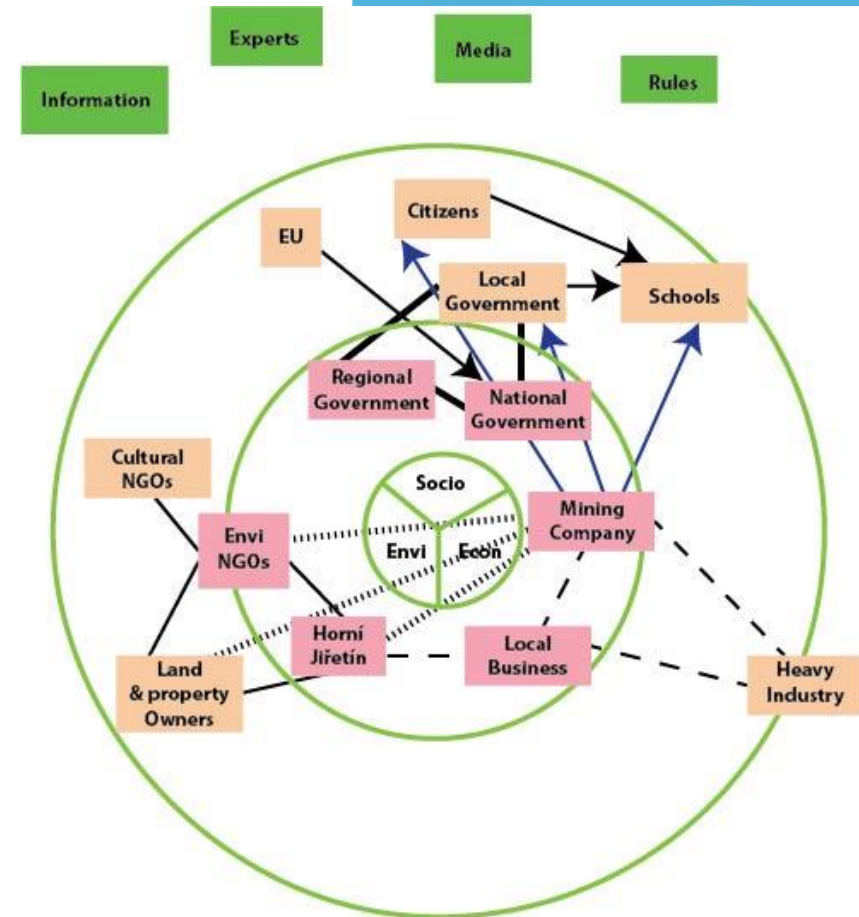 Experts
Media
Information
Rules
Citizens
EU
Local
Government
Schools
Regional
Government
National
Government
Cultural
NGOs
Socio
Mining
Company
Envi
NGOs
Envi
Econ
Horní
Jiřetín
Local
Business
Land
& property
Owners
Heavy
Industry